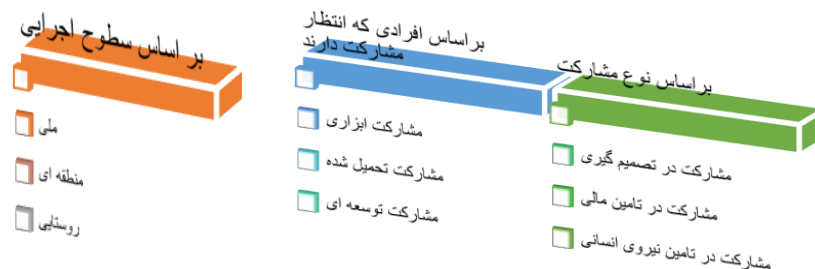 براساس نوع مشارکت
مشارکت در تصمیم گیری
مشارکت در تامین مالی
مشارکت در تامین نیروی انسانی
براساس افرادی که انتظار
مشارکت دارند
مشارکت ابزاری
مشارکت تحمیل شده
مشارکت توسعه ای
بر اساس سطوح اجرایی
ملی
منطقه ای
روستایی